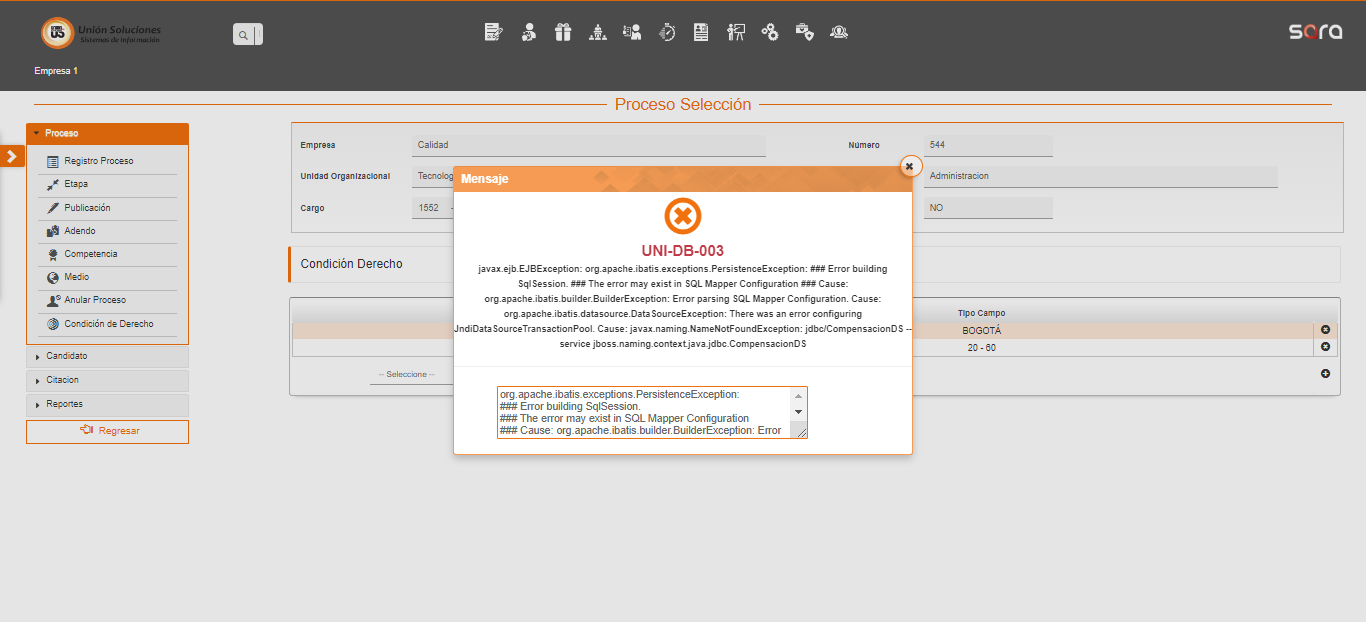 Unión Soluciones
Sistemas de Información
sora
Empresa 1
Proceso Selección
Proceso
Registro Proceso
Etapa
Publicación
Adendo
Competencia
Medio
Anular Proceso
Condición de Derecho
Candidato
Citacion
Reportes
Regresar
Empresa
Calidad
Número
544
Unidad Organizacional
Administracion
Cargo
1552 -
NO
Condición Derecho
Tipo Campo
BOGOTÁ
20 - 60
-- Seleccione --
Mensaje
UNI-DB-003
javax.ejb.EJBException: org.apache.ibatis.exceptions.PersistenceException: ### Error building
SqlSession. ### The error may exist in SQL Mapper Configuration ### Cause:
org.apache.ibatis.builder.BuilderException: Error parsing SQL Mapper Configuration. Cause:
org.apache.ibatis.datasource.DataSourceException: There was an error configuring
JndiDataSourceTransactionPool. Cause: javax.naming.NameNotFoundException: jdbc/CompensacionDS --
service jboss.naming.context.java.jdbc.CompensacionDS
org.apache.ibatis.exceptions.PersistenceException:
### Error building SqlSession.
### The error may exist in SQL Mapper Configuration
### Cause: org.apache.ibatis.builder.BuilderException: Error